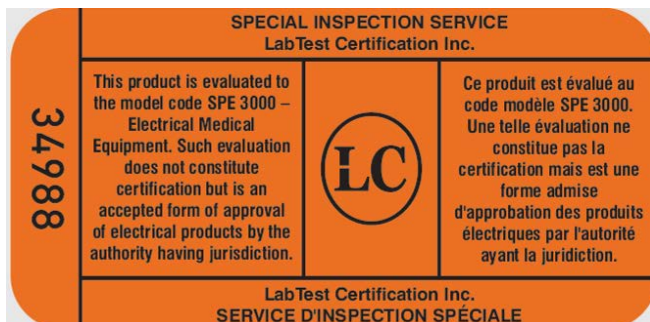 SPECIAL INSPECTION SERVICE
LabTest Certification Inc.
34988
This product is evaluated to
the model code SPE 3000 –
Electrical Medical
Equipment. Such evaluation
does not constitute
certification but is an
accepted form of approval
of electrical products by the
authority having jurisdiction.
LC
Ce produit est évalué au
code modèle SPE 3000.
Une telle évaluation ne
constitue pas la
certification mais est une
forme admise
d'approbation des produits
électriques par l'autorité
ayant la juridiction.
LabTest Certification Inc.
SERVICE D'INSPECTION SPÉCIALE